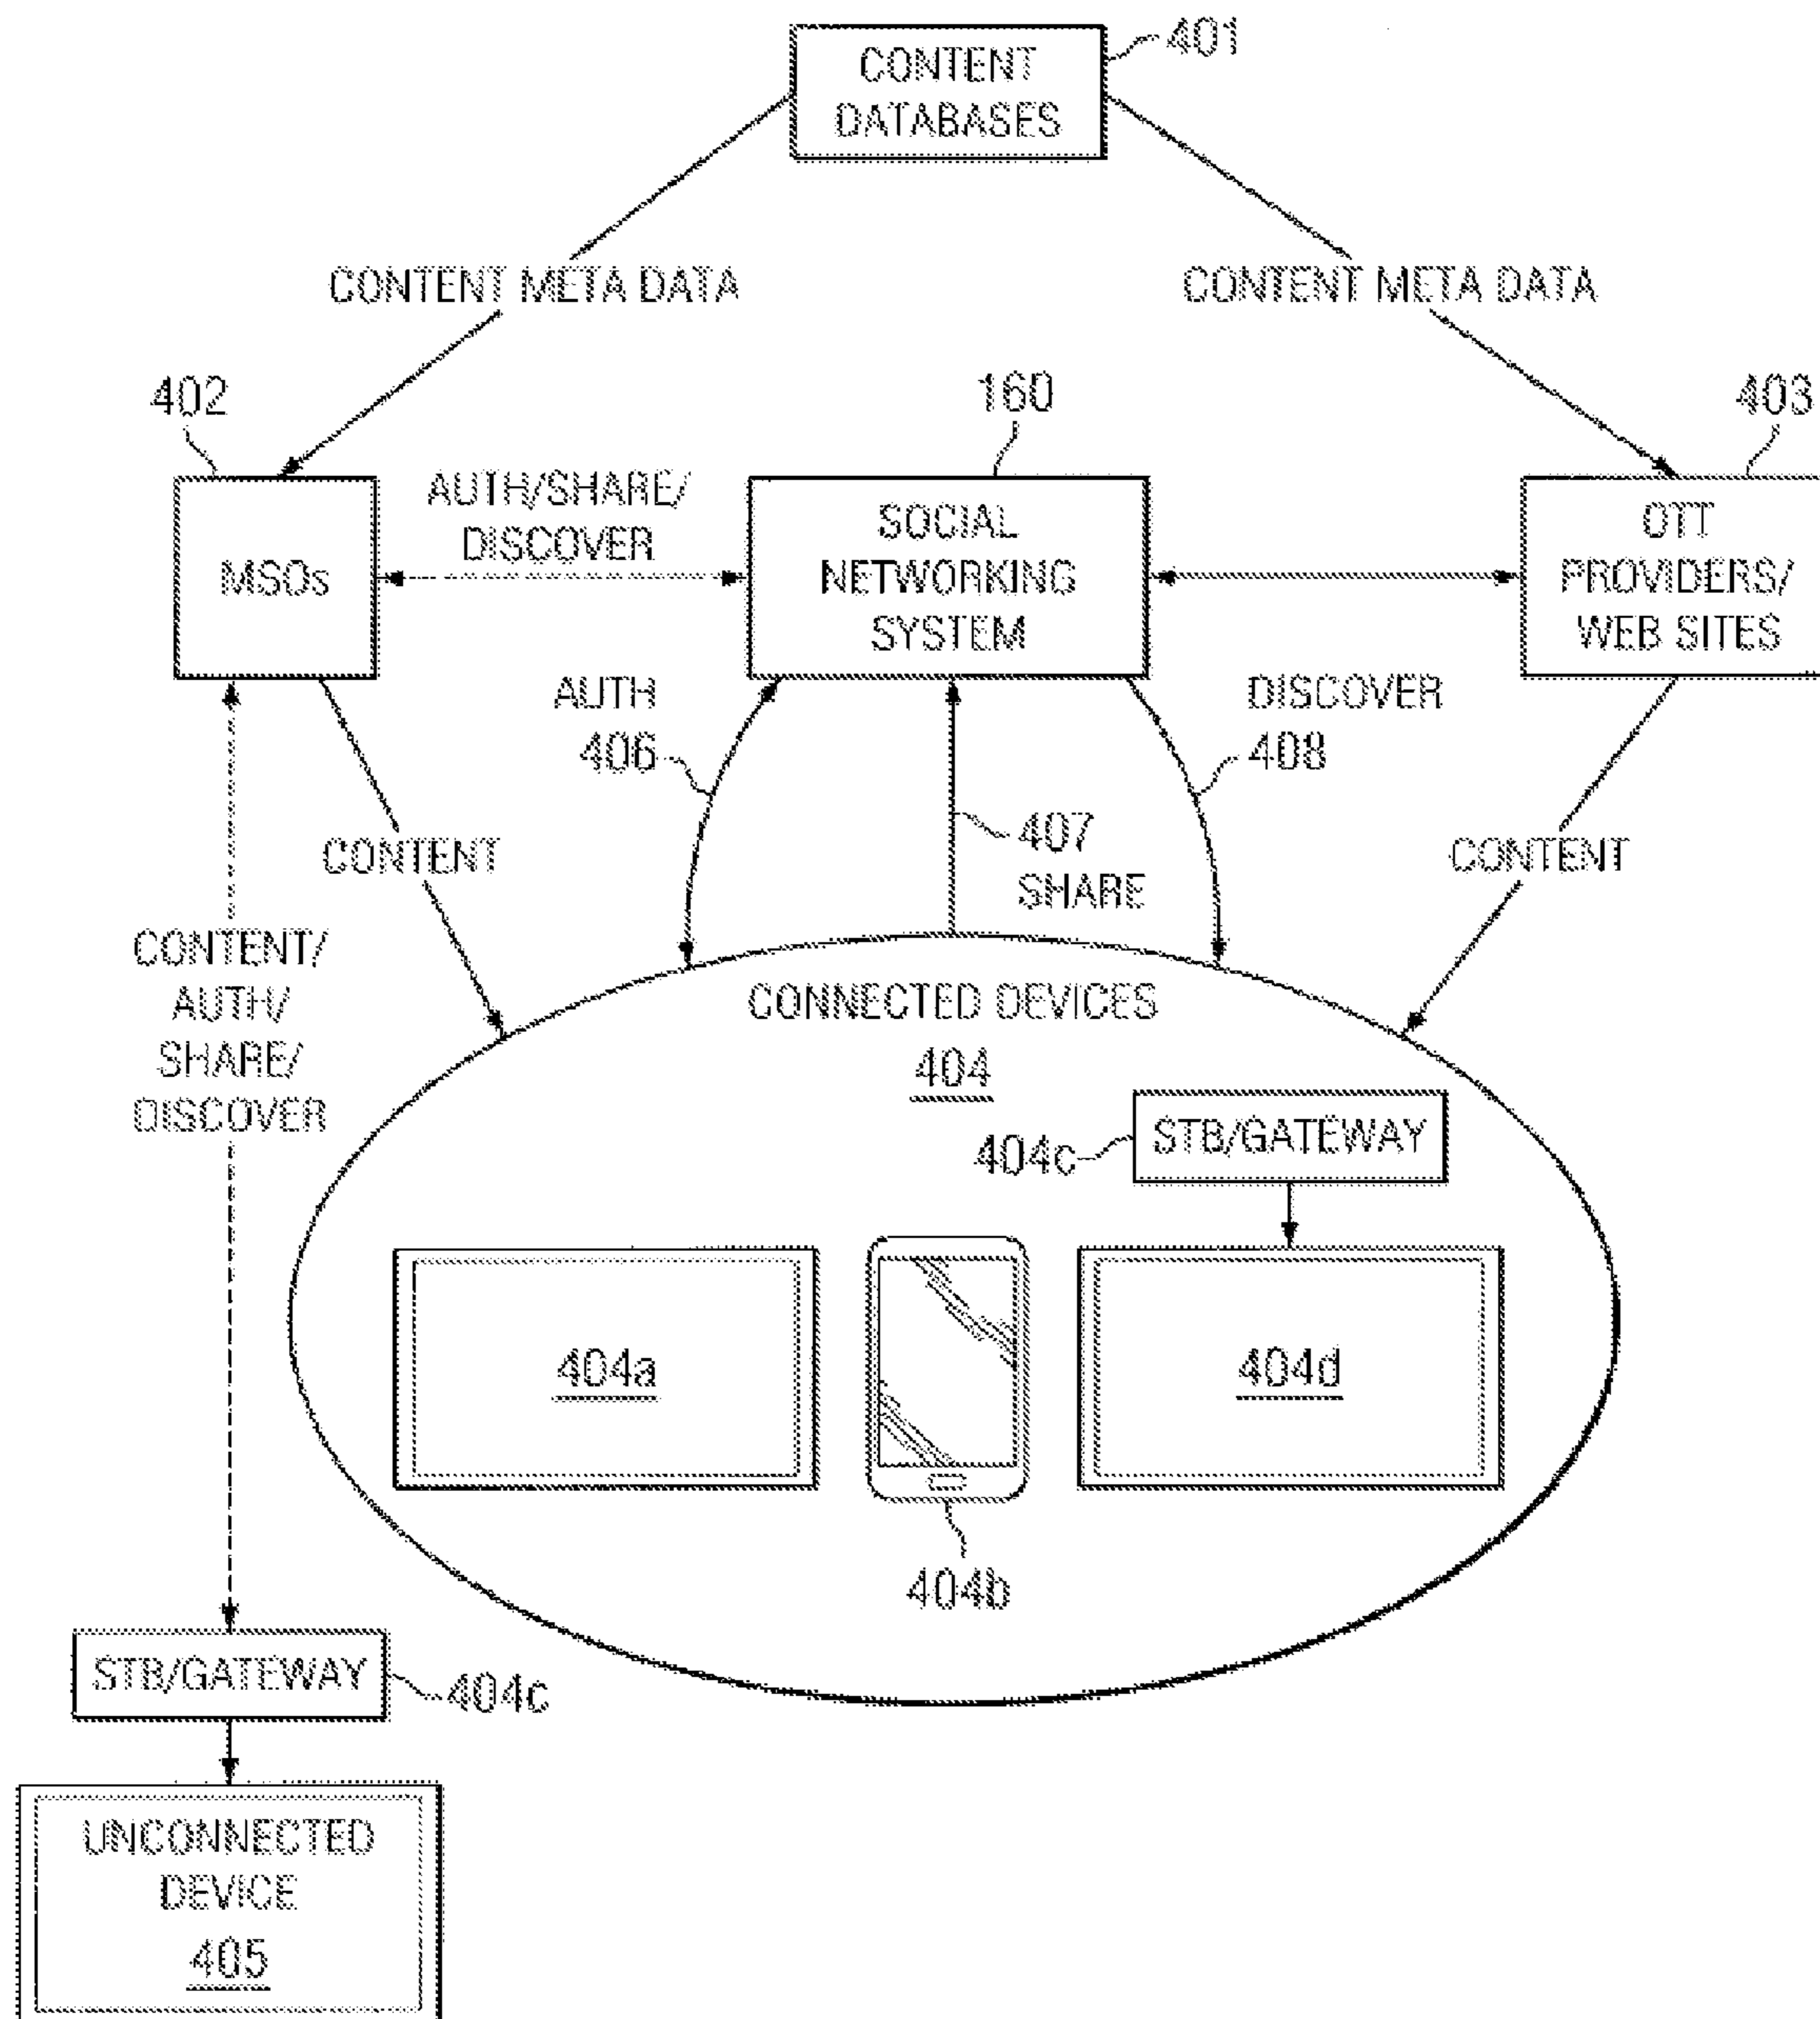 401
CONTENT
DATABASES
CONTENT META DATA
CONTENT META DATA
402
160
403
MSOs
AUTH/SHARE/
DISCOVER
SOCIAL
NETWORKING
SYSTEM
OTT
PROVIDERS/
WEB SITES
AUTH
406
DISCOVER
408
407
SHARE
CONTENT
CONTENT
CONTENT/
AUTH/
SHARE/
DISCOVER
CONNECTED DEVICES
404
404c
STB/GATEWAY
404a
404d
404b
STB/GATEWAY
404c
UNCONNECTED
DEVICE
405